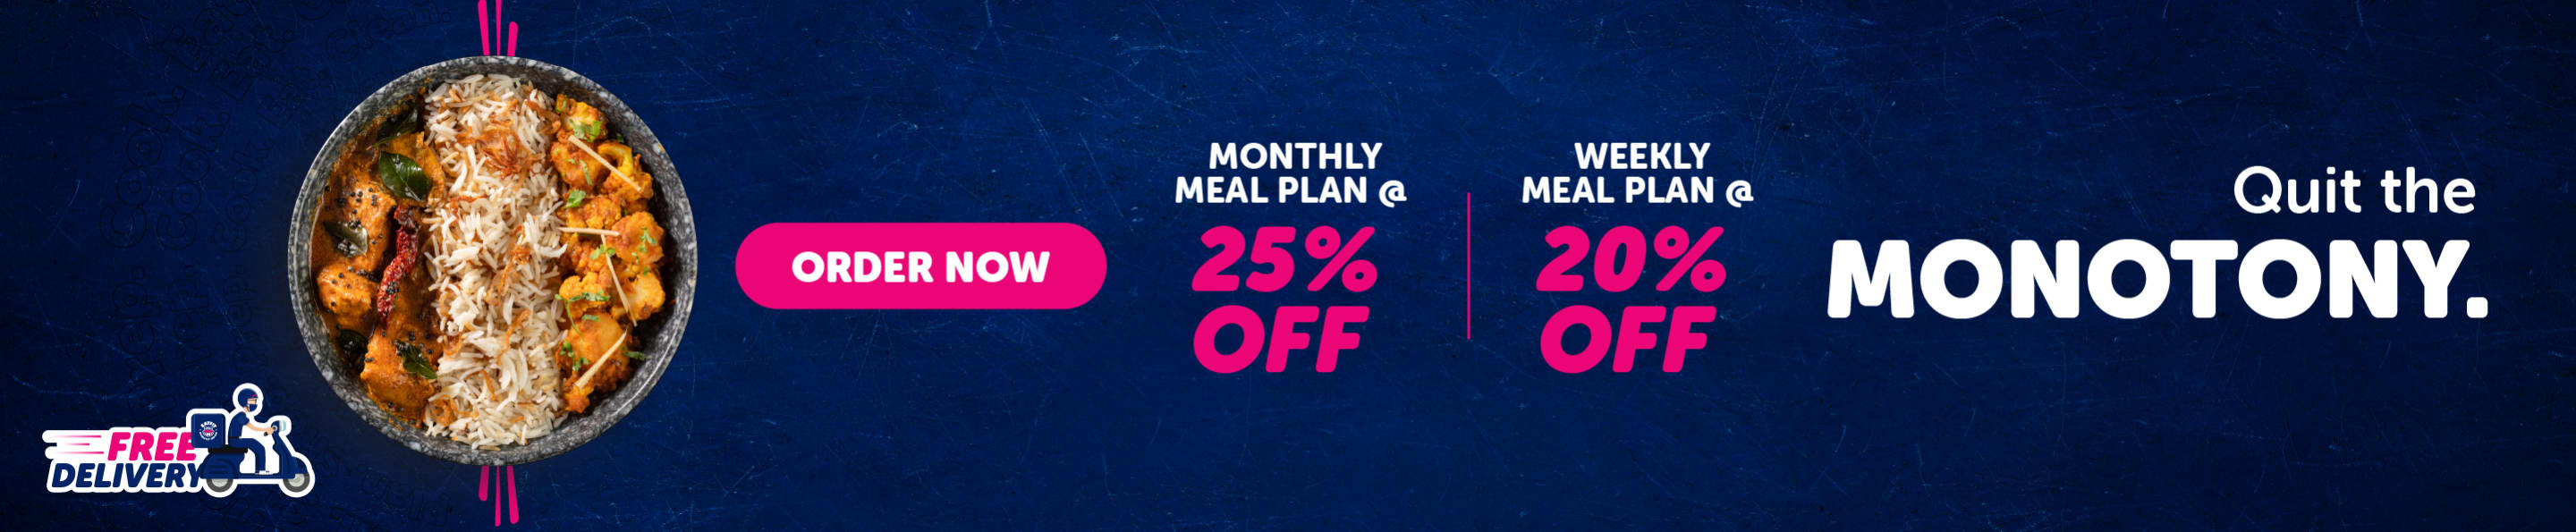 FREE
DELIVERY
ORDER NOW
MONTHLY
MEAL PLAN @
25%
OFF
WEEKLY
MEAL PLAN @
20%
OFF
Quit the
MONOTONY.